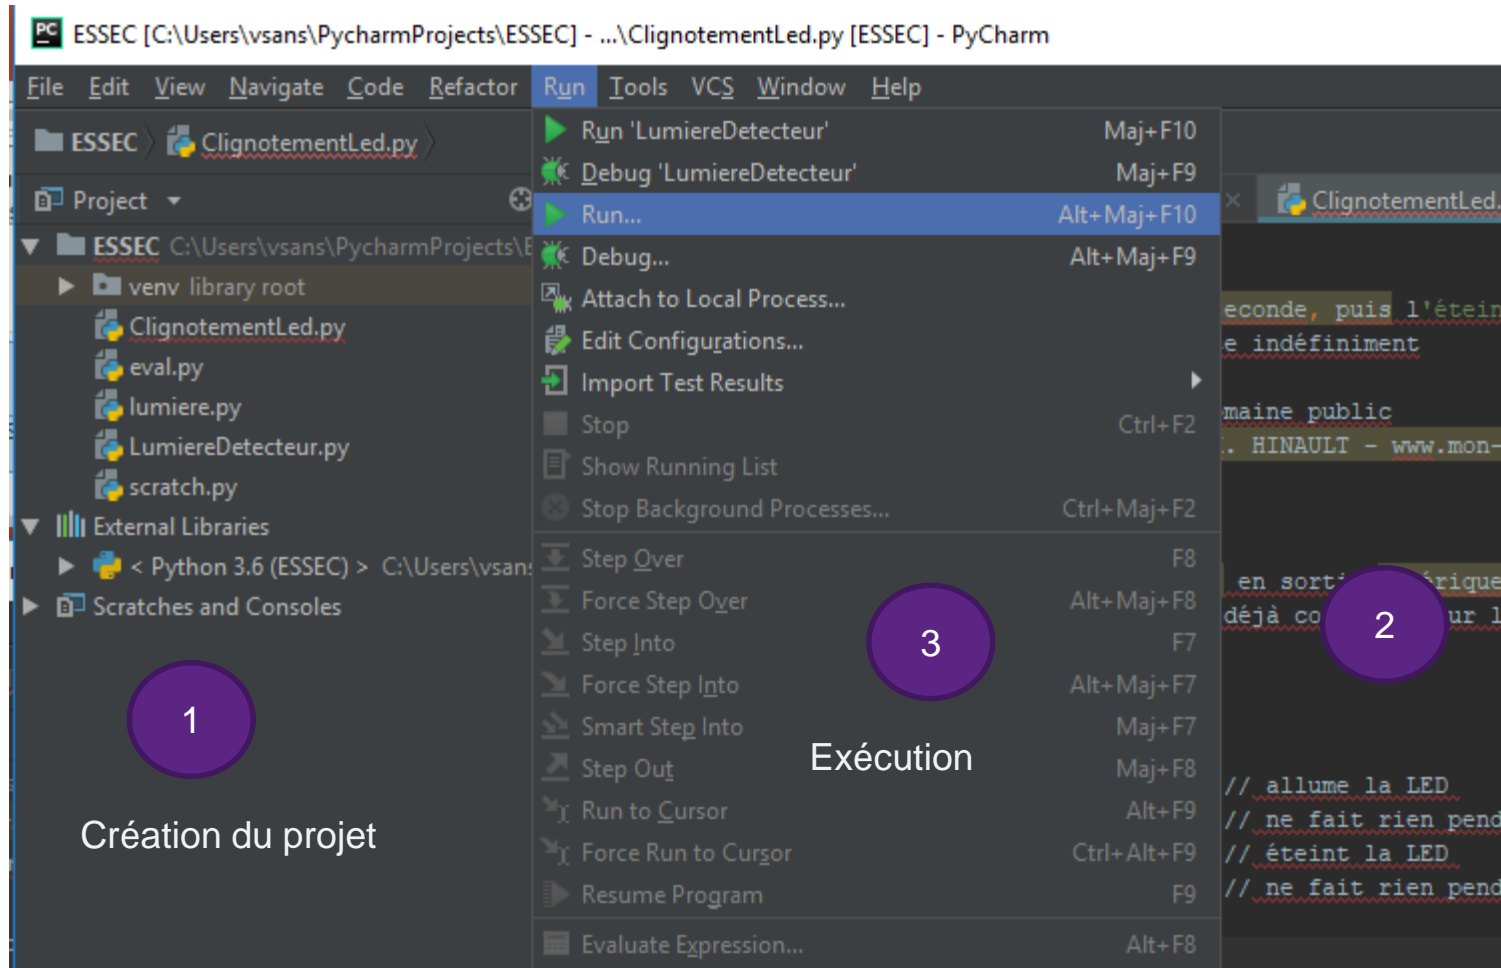 PC ESSEC [C:\Users\vsans\PycharmProjects\ESSEC] - ...\ClignotementLed.py [ESSEC] - PyCharm
File Edit View Navigate Code Refactor Run Tools VCS Window Help
ESSEC ClignotementLed.py
Project
ESSEC C:\Users\vsans\PycharmProjects\E
venv library root
ClignotementLed.py
eval.py
lumiere.py
LumiereDetecteur.py
scratch.py
External Libraries
< Python 3.6 (ESSEC) > C:\Users\vsans
Scratches and Consoles
1
Création du projet
Run 'LumiereDetecteur' Maj+F10
Debug 'LumiereDetecteur' Maj+F9
Run... Alt+Maj+F10
Debug... Alt+Maj+F9
Attach to Local Process...
Edit Configurations...
Import Test Results
Stop Ctrl+F2
Show Running List
Stop Background Processes... Ctrl+Maj+F2
Step Over F8
Force Step Over Alt+Maj+F8
Step Into F7
Force Step Into Alt+Maj+F7
Smart Step Into Maj+F7
Step Out Maj+F8
Run to Cursor Alt+F9
Force Run to Cursor Ctrl+Alt+F9
Resume Program F9
Evaluate Expression... Alt+F8
3
Exécution
ClignotementLed.
econde, puis l'étein
e indéfiniment
maine public
. HINAULT - www.mon-
en sorti rique
déjà co ur l
2
// allume la LED
// ne fait rien pend
// éteint la LED
// ne fait rien pend